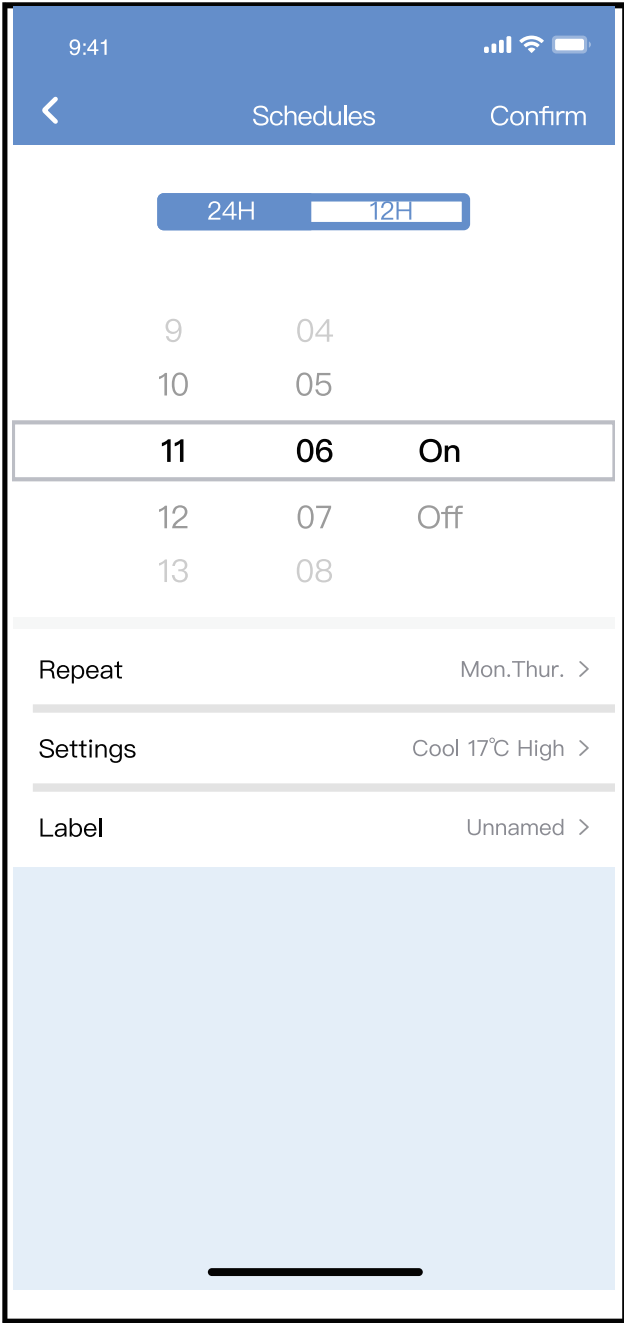 9:41
Schedules Confirm
24H 12H
9 04
10 05
11 06 On
12 07 Off
13 08
Repeat Mon.Thur.
Settings Cool 17℃ High
Label Unnamed